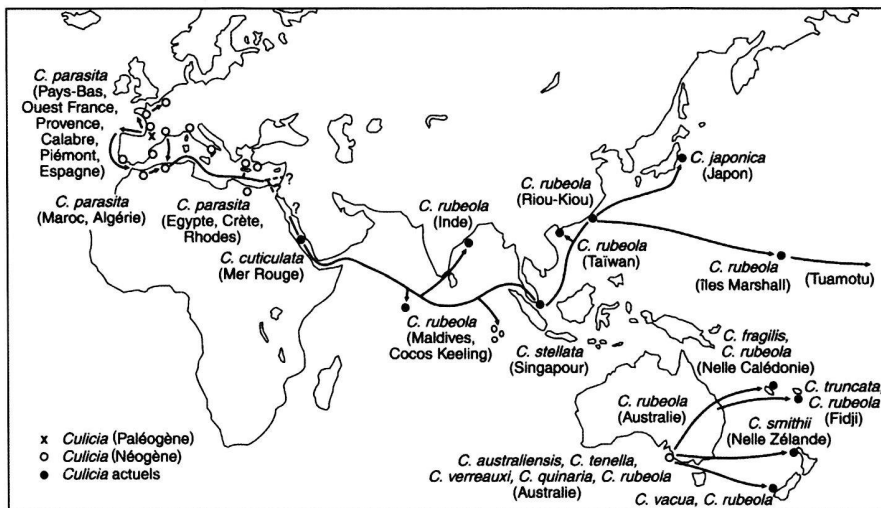 C. parasita
(Pays-Bas,
Ouest France,
Provence,
Calabre,
Piémont,
Espagne)
C. parasita
(Maroc, Algérie)
C. parasita
(Egypte, Crète,
Rhodes)
?
?
C. cuticulata
(Mer Rouge)
C. rubeola
(Inde)
C. rubeola
(Maldives,
Cocos Keeling)
C. stellata
(Singapour)
C. rubeola
(Riou-Kiou)
C. rubeola
(Taïwan)
C. japonica
(Japon)
C. rubeola
(îles Marshall)
(Tuamotu)
C. fragilis,
C. rubeola
(Nelle Calédonie)
C. truncata,
C. rubeola
(Fidji)
C. rubeola
(Australie)
C. smithii
(Nelle Zélande)
C. australiensis, C. tenella,
C. verreauxi, C. quinaria, C. rubeola
(Australie)
C. vacua, C. rubeola
x Culicia (Paléogène)
o Culicia (Néogène)
● Culicia actuels